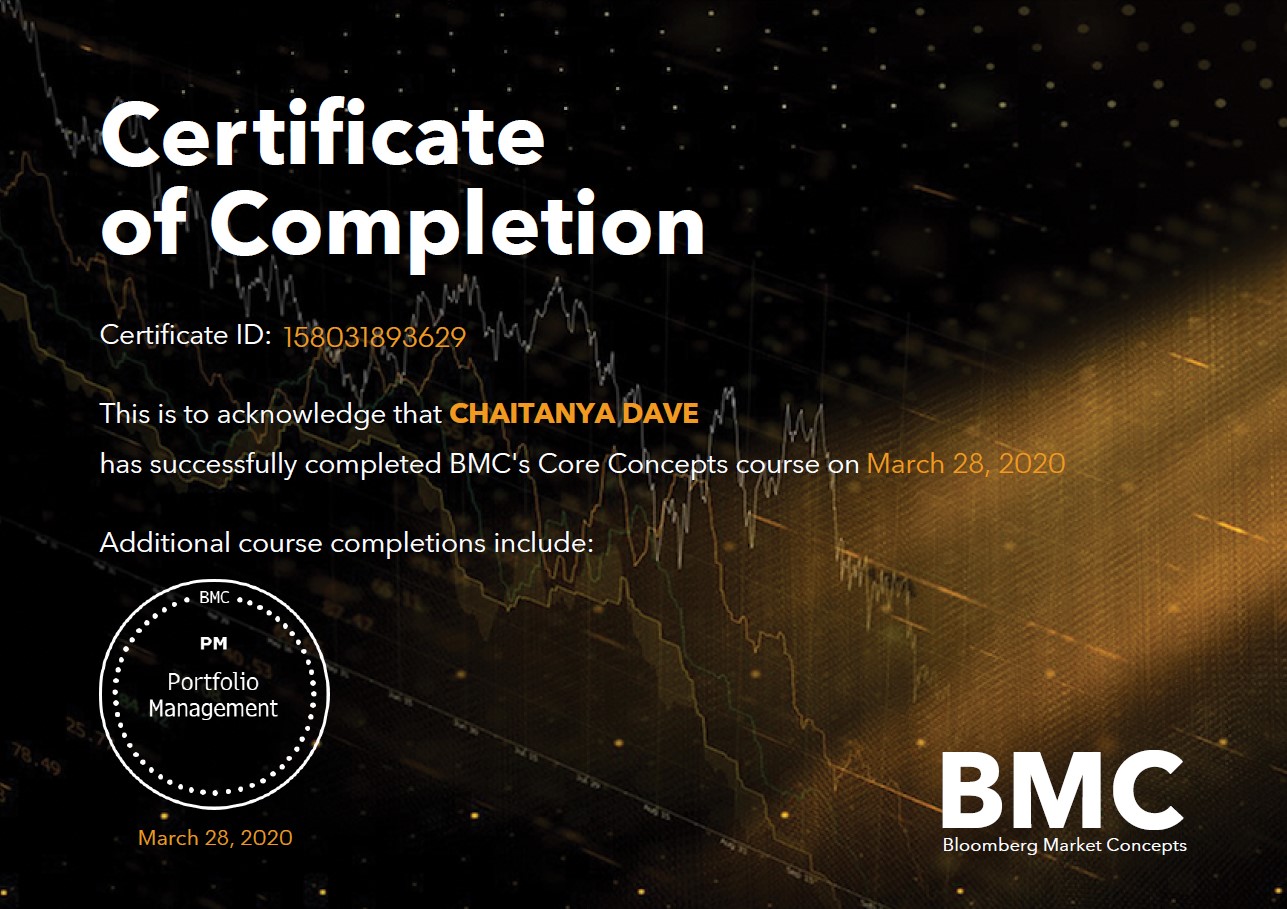 Certificate
of Completion
Certificate ID: 158031893629
This is to acknowledge that CHAITANYA DAVE
has successfully completed BMC's Core Concepts course on March 28, 2020
Additional course completions include:
BMC
PM
Portfolio
Management
March 28, 2020
78.49
BMC
Bloomberg Market Concepts